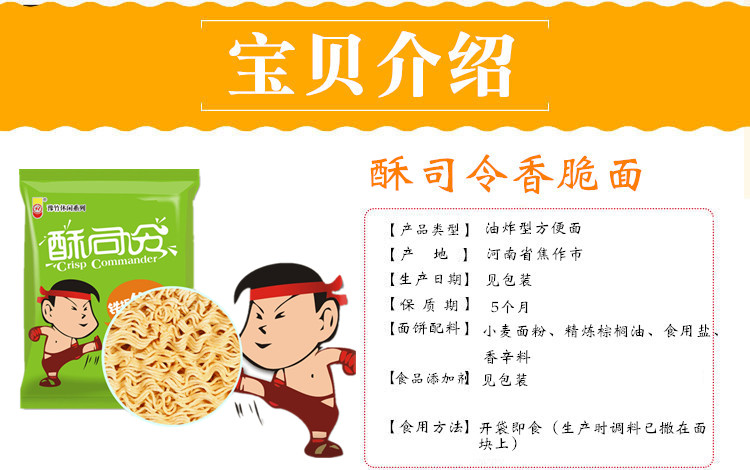 宝贝介绍
酥司令香脆面
豫竹休闲系列
酥司令
Crisp Commander
【产品类型】 油炸型方便面
【产 地】 河南省焦作市
【生产日期】 见包装
【保质期】 5个月
【面饼配料】 小麦面粉、精炼棕榈油、食用盐、
香辛料
【食品添加剂】 见包装
【食用方法】 开袋即食（生产时调料已撒在面
块上）